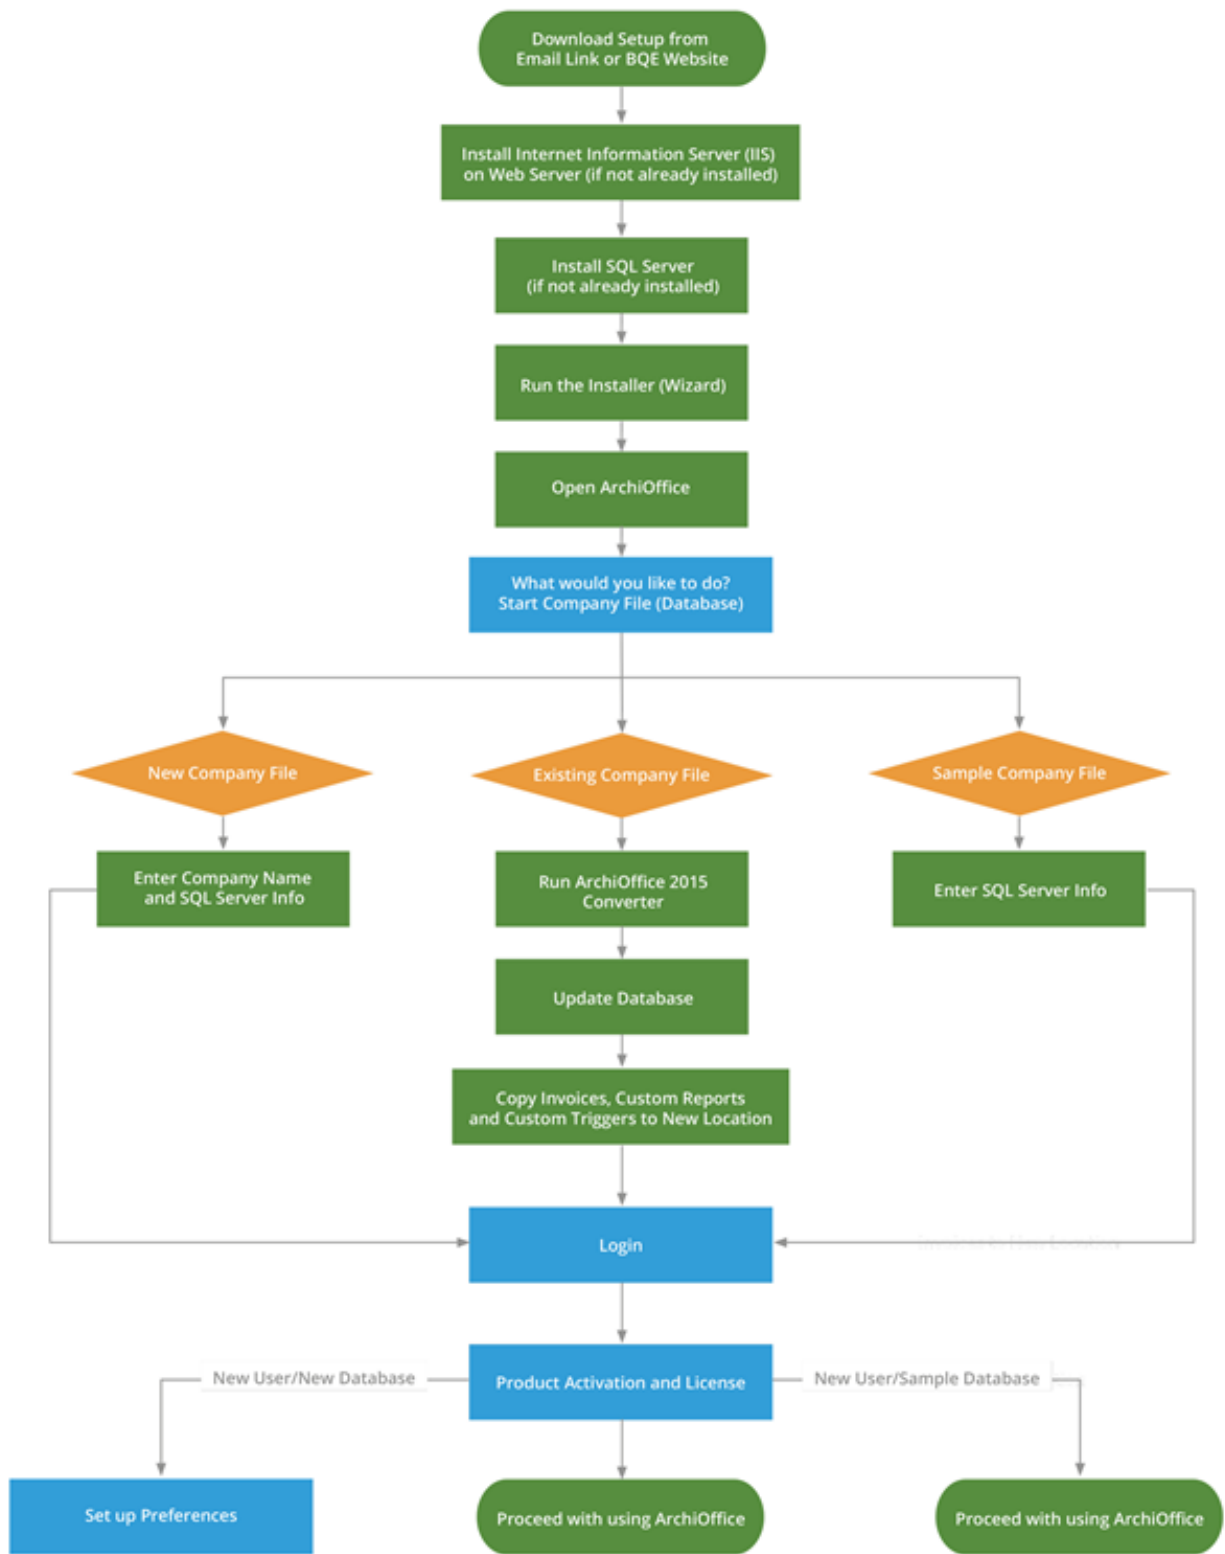 Download Setup from
Email Link or BQE Website
Install Internet Information Server (IIS)
on Web Server (if not already installed)
Install SQL Server
(if not already installed)
Run the Installer (Wizard)
Open ArchiOffice
What would you like to do?
Start Company File (Database)
New Company File
Existing Company File
Sample Company File
Enter Company Name
and SQL Server Info
Run ArchiOffice 2015
Converter
Enter SQL Server Info
Update Database
Copy Invoices, Custom Reports
and Custom Triggers to New Location
Login
New User/New Database
Product Activation and License
New User/Sample Database
Set up Preferences
Proceed with using ArchiOffice
Proceed with using ArchiOffice